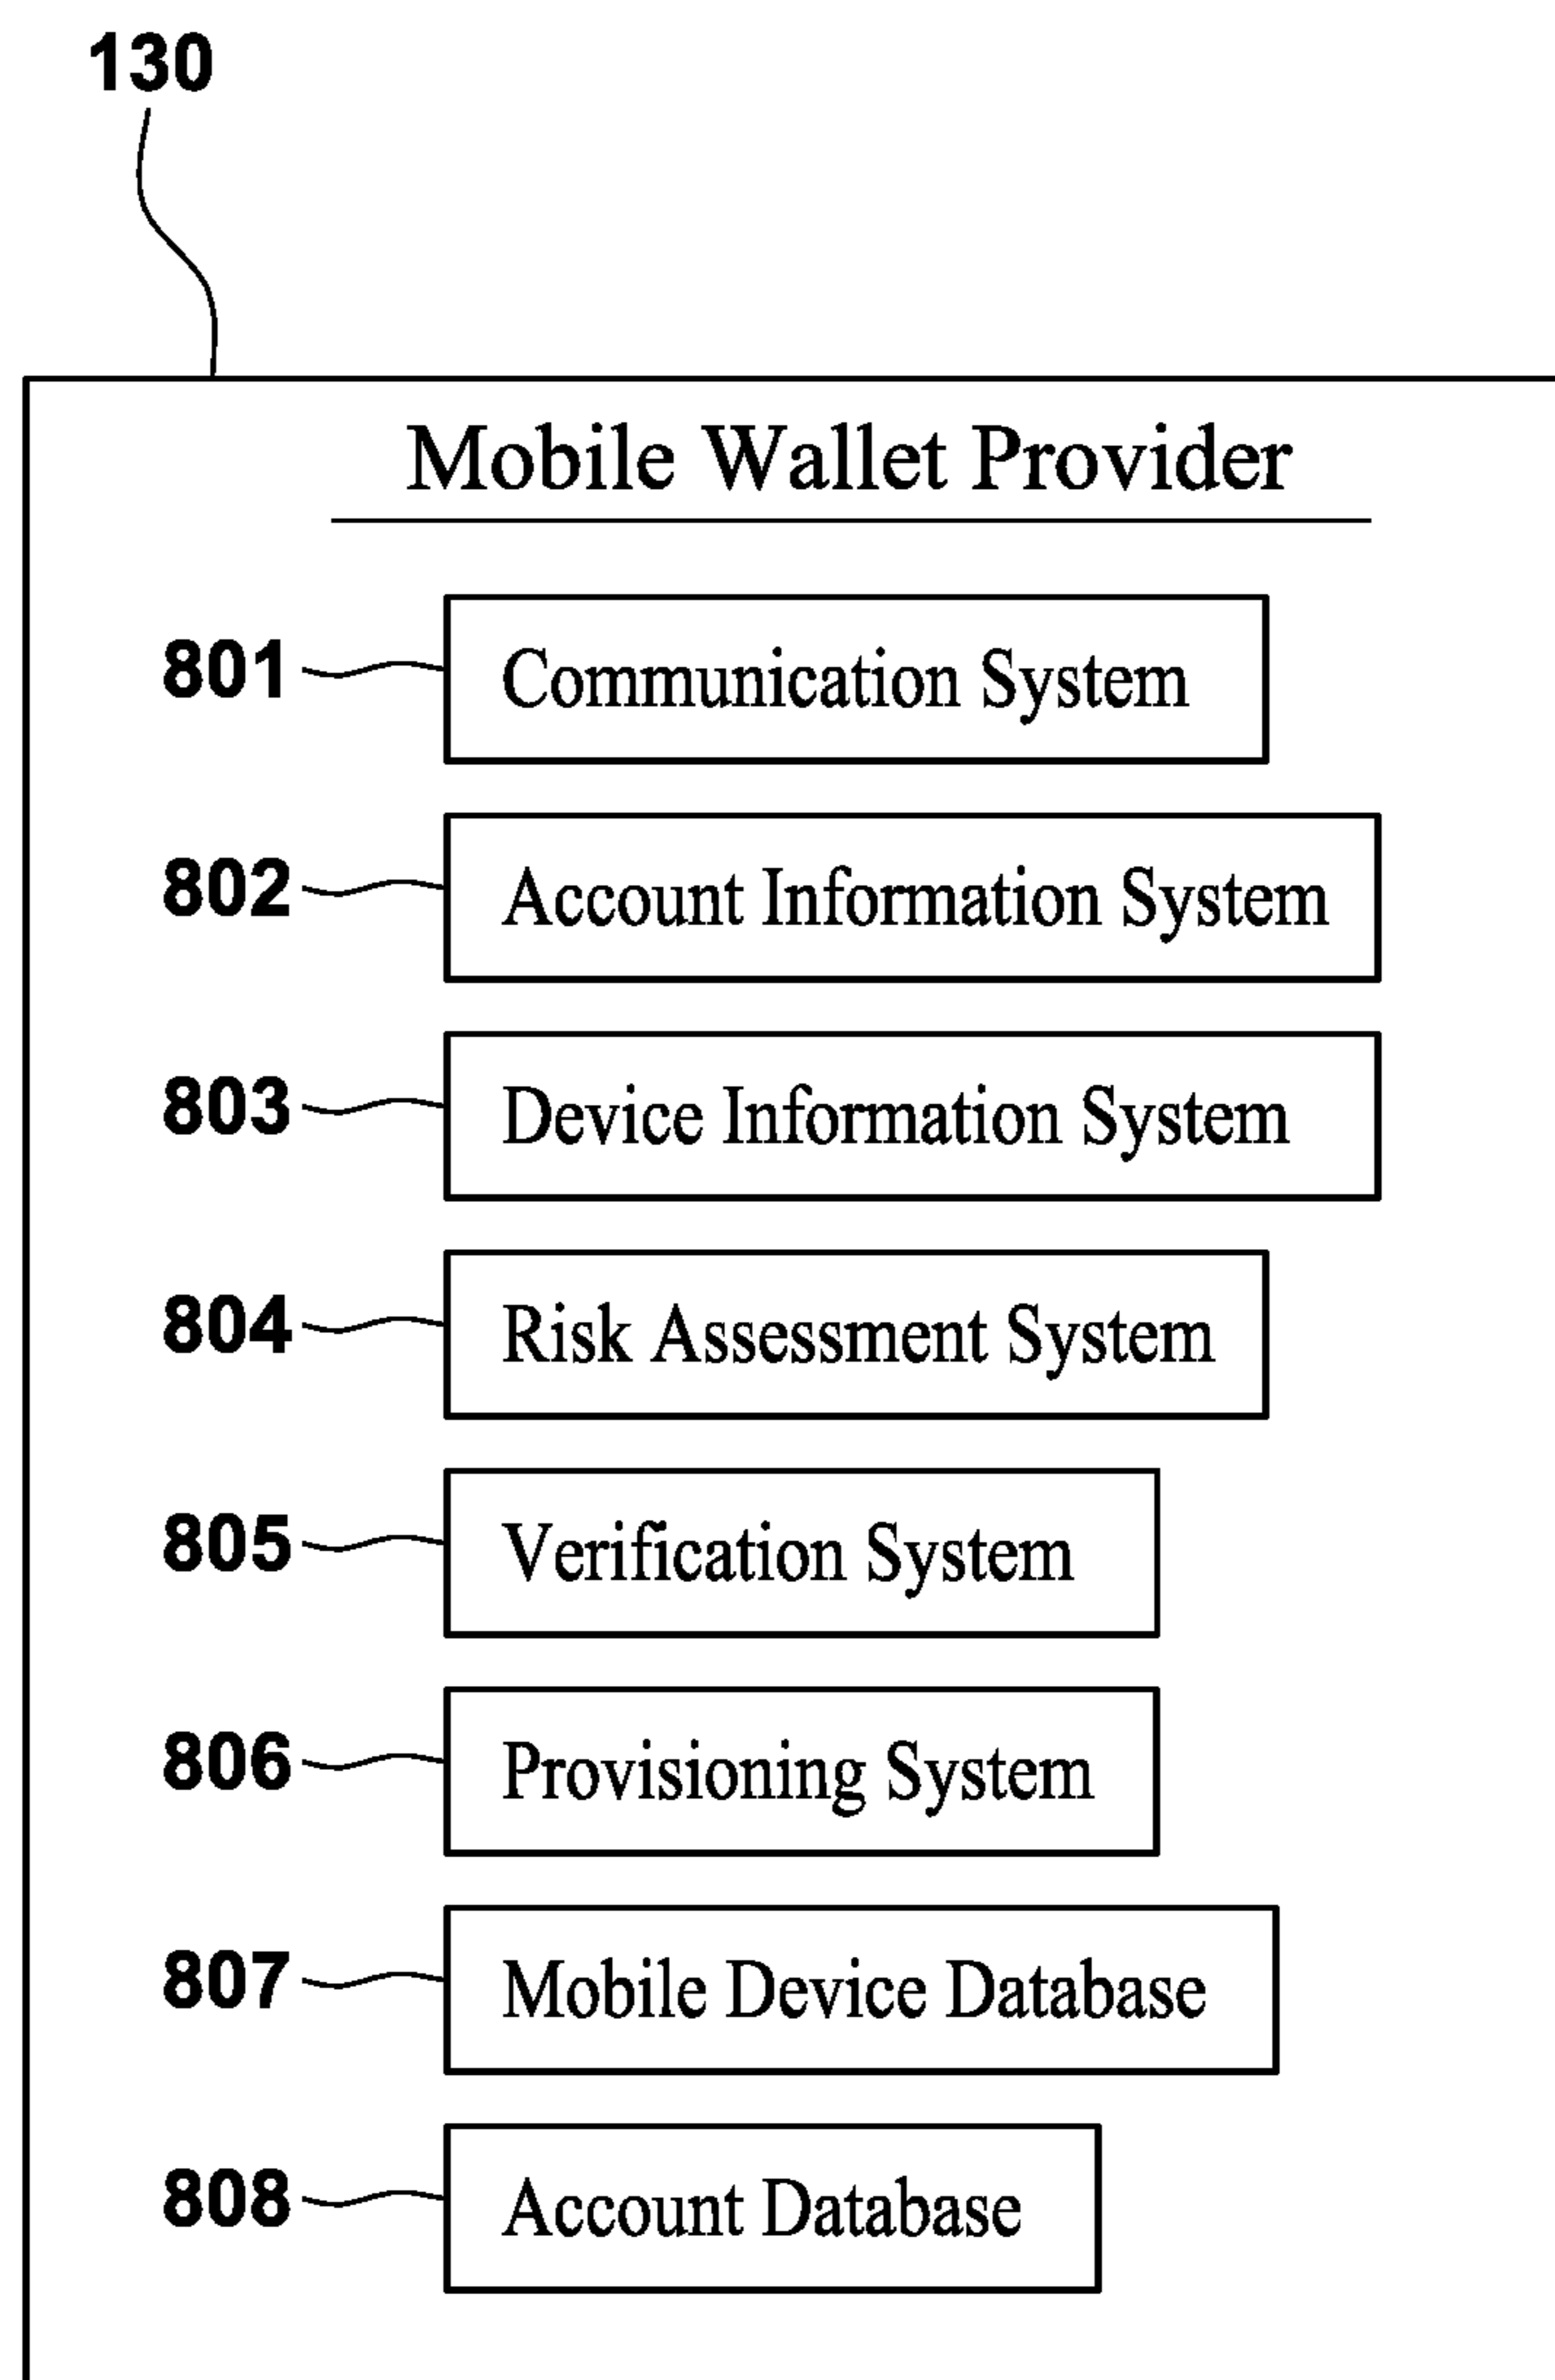 130
Mobile Wallet Provider
801 Communication System
802 Account Information System
803 Device Information System
804 Risk Assessment System
805 Verification System
806 Provisioning System
807 Mobile Device Database
808 Account Database